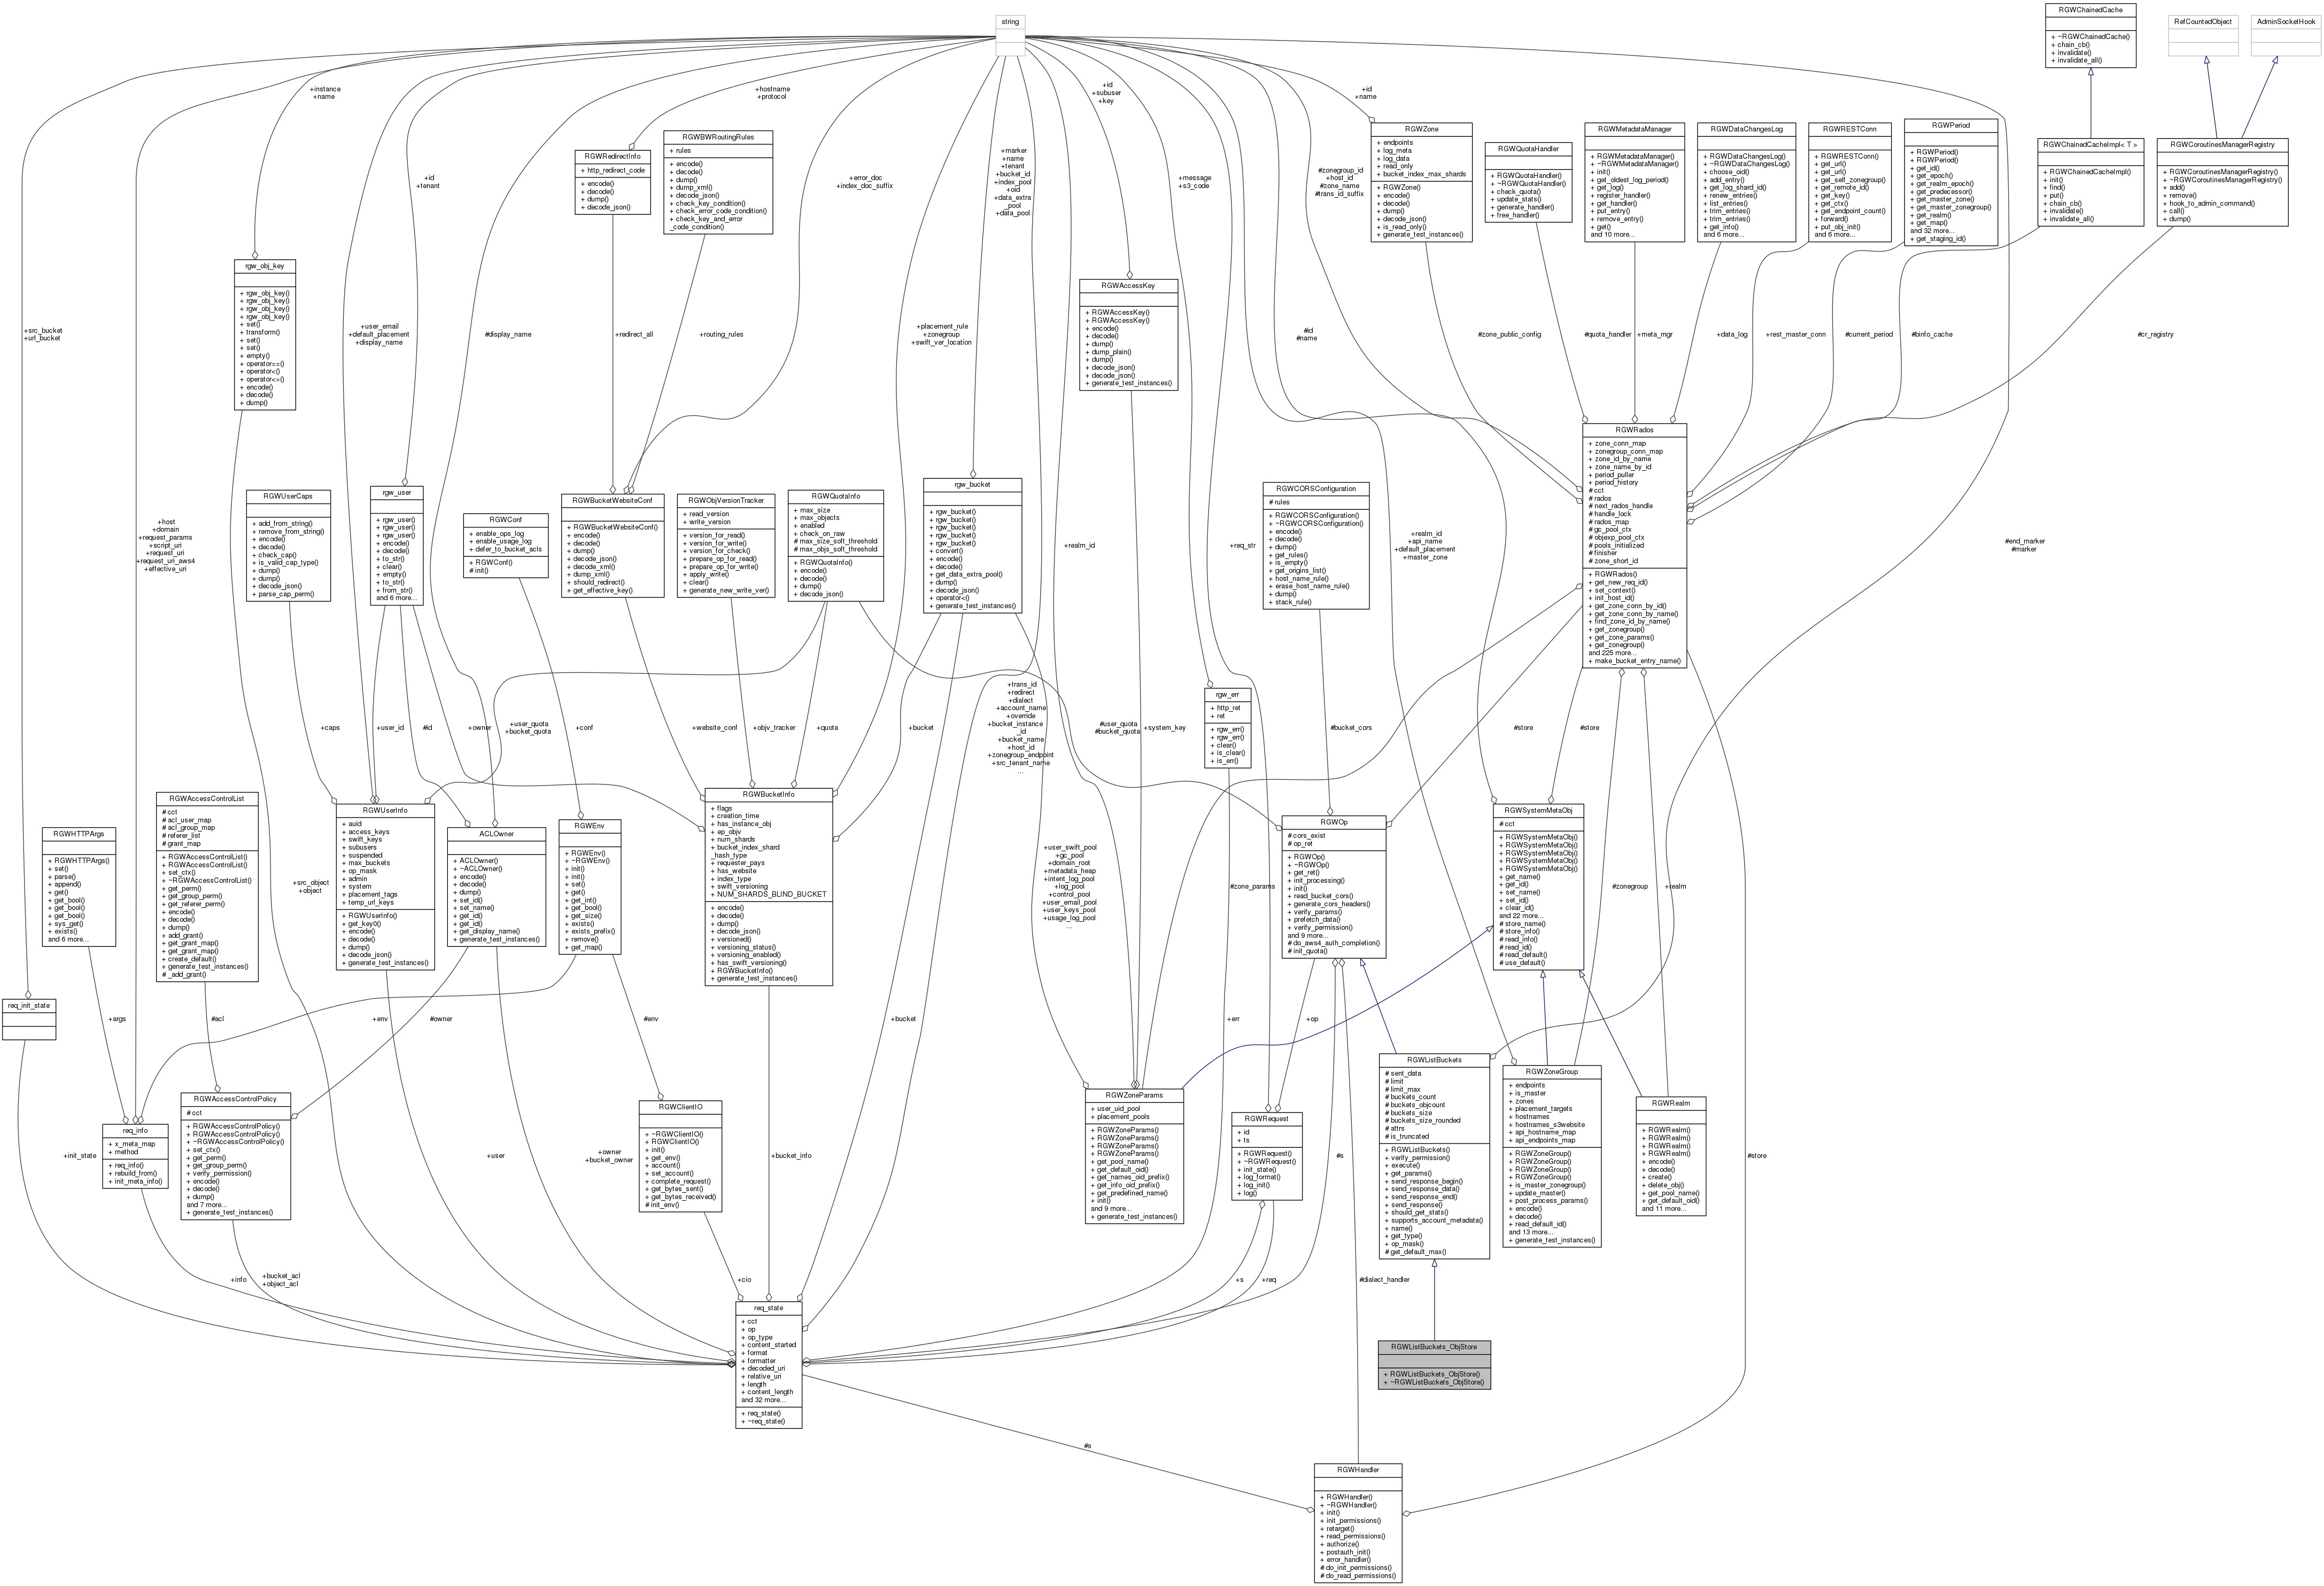 string
RGWChainedCache
+ ~RGWChainedCache()
+ chain_cb()
+ invalidate()
+ invalidate_all()
RefCountedObject
AdminSocketHook
+instance
+name
+hostname
+protocol
+id
+subuser
+key
+id
+name
RGWBWRoutingRules
+ rules
+ encode()
+ decode()
+ dump()
+ dump_xml()
+ decode_json()
+ check_key_condition()
+ check_error_code_condition()
+ check_key_and_error
_code_condition()
RGWRedirectInfo
+ http_redirect_code
+ encode()
+ decode()
+ dump()
+ decode_json()
+id
+tenant
+error_doc
+index_doc_suffix
+marker
+name
+tenant
+bucket_id
+index_pool
+oid
+data_extra
_pool
+data_pool
+message
+s3_code
#zonegroup_id
+host_id
#zone_name
#trans_id_suffix
RGWZone
+ endpoints
+ log_meta
+ log_data
+ read_only
+ bucket_index_max_shards
+ RGWZone()
+ encode()
+ decode()
+ dump()
+ decode_json()
+ is_read_only()
+ generate_test_instances()
RGWQuotaHandler
+ RGWQuotaHandler()
+ ~RGWQuotaHandler()
+ check_quota()
+ update_stats()
+ generate_handler()
+ free_handler()
RGWMetadataManager
+ RGWMetadataManager()
+ ~RGWMetadataManager()
+ init()
+ get_oldest_log_period()
+ get_log()
+ register_handler()
+ get_handler()
+ put_entry()
+ remove_entry()
+ get()
and 10 more...
RGWDataChangesLog
+ RGWDataChangesLog()
+ ~RGWDataChangesLog()
+ choose_oid()
+ add_entry()
+ get_log_shard_id()
+ renew_entries()
+ list_entries()
+ trim_entries()
+ trim_entries()
+ get_info()
and 6 more...
RGWRESTConn
+ RGWRESTConn()
+ get_url()
+ get_url()
+ get_self_zonegroup()
+ get_remote_id()
+ get_key()
+ get_ctx()
+ get_endpoint_count()
+ forward()
+ put_obj_init()
and 6 more...
RGWPeriod
+ RGWPeriod()
+ RGWPeriod()
+ get_id()
+ get_epoch()
+ get_realm_epoch()
+ get_predecessor()
+ get_master_zone()
+ get_master_zonegroup()
+ get_realm()
+ get_map()
and 32 more...
+ get_staging_id()
RGWChainedCacheImpl< T >
+ RGWChainedCacheImpl()
+ init()
+ find()
+ put()
+ chain_cb()
+ invalidate()
+ invalidate_all()
RGWCoroutinesManagerRegistry
+ RGWCoroutinesManagerRegistry()
+ ~RGWCoroutinesManagerRegistry()
+ add()
+ remove()
+ hook_to_admin_command()
+ call()
+ dump()
rgw_obj_key
+ rgw_obj_key()
+ rgw_obj_key()
+ rgw_obj_key()
+ rgw_obj_key()
+ set()
+ transform()
+ set()
+ set()
+ empty()
+ operator==()
+ operator<()
+ operator<=()
+ encode()
+ decode()
+ dump()
RGWAccessKey
+ RGWAccessKey()
+ RGWAccessKey()
+ encode()
+ decode()
+ dump()
+ dump_plain()
+ dump()
+ decode_json()
+ decode_json()
+ generate_test_instances()
+src_bucket
+url_bucket
+user_email
+default_placement
+display_name
#display_name
+redirect_all
+routing_rules
+placement_rule
+zonegroup
+swift_ver_location
#id
#name
#zone_public_config
#quota_handler
+meta_mgr
+data_log
+rest_master_conn
#current_period
#binfo_cache
#cr_registry
RGWRados
+ zone_conn_map
+ zonegroup_conn_map
+ zone_id_by_name
+ zone_name_by_id
+ period_puller
+ period_history
# cct
# rados
# next_rados_handle
# handle_lock
# rados_map
# gc_pool_ctx
# objexp_pool_ctx
# pools_initialized
# finisher
# zone_short_id
+ RGWRados()
+ get_new_req_id()
+ set_context()
+ init_host_id()
+ get_zone_conn_by_id()
+ get_zone_conn_by_name()
+ find_zone_id_by_name()
+ get_zonegroup()
+ get_zone_params()
+ get_zonegroup()
and 225 more...
+ make_bucket_entry_name()
+host
+domain
+request_params
+script_uri
+request_uri
+request_uri_aws4
+effective_uri
RGWUserCaps
+ add_from_string()
+ remove_from_string()
+ encode()
+ decode()
+ check_cap()
+ is_valid_cap_type()
+ dump()
+ dump()
+ decode_json()
+ parse_cap_perm()
rgw_user
+ rgw_user()
+ rgw_user()
+ rgw_user()
+ encode()
+ decode()
+ to_str()
+ clear()
+ empty()
+ to_str()
+ from_str()
and 6 more...
RGWConf
+ enable_ops_log
+ enable_usage_log
+ defer_to_bucket_acls
+ RGWConf()
# init()
RGWBucketWebsiteConf
+ RGWBucketWebsiteConf()
+ encode()
+ decode()
+ dump()
+ decode_json()
+ decode_xml()
+ dump_xml()
+ should_redirect()
+ get_effective_key()
RGWObjVersionTracker
+ read_version
+ write_version
+ version_for_read()
+ version_for_write()
+ version_for_check()
+ prepare_op_for_read()
+ prepare_op_for_write()
+ apply_write()
+ clear()
+ generate_new_write_ver()
RGWQuotaInfo
+ max_size
+ max_objects
+ enabled
+ check_on_raw
# max_size_soft_threshold
# max_objs_soft_threshold
+ RGWQuotaInfo()
+ encode()
+ decode()
+ dump()
+ decode_json()
rgw_bucket
+ rgw_bucket()
+ rgw_bucket()
+ rgw_bucket()
+ rgw_bucket()
+ rgw_bucket()
+ convert()
+ encode()
+ decode()
+ get_data_extra_pool()
+ dump()
+ decode_json()
+ operator<()
+ generate_test_instances()
+realm_id
+req_str
RGWCORSConfiguration
# rules
+ RGWCORSConfiguration()
+ ~RGWCORSConfiguration()
+ encode()
+ decode()
+ dump()
+ get_rules()
+ is_empty()
+ get_origins_list()
+ host_name_rule()
+ erase_host_name_rule()
+ dump()
+ stack_rule()
+realm_id
+api_name
+default_placement
+master_zone
#end_marker
#marker
+caps
+user_id
#id
+owner
+user_quota
+bucket_quota
+conf
+website_conf
+objv_tracker
+quota
+bucket
+trans_id
+redirect
+dialect
+account_name
+override
+bucket_instance
_id
+bucket_name
+host_id
+zonegroup_endpoint
+src_tenant_name
...
#user_quota
#bucket_quota
+system_key
rgw_err
+ http_ret
+ ret
+ rgw_err()
+ rgw_err()
+ clear()
+ is_clear()
+ is_err()
#bucket_cors
#store
#store
RGWHTTPArgs
+ RGWHTTPArgs()
+ set()
+ parse()
+ append()
+ get()
+ get_bool()
+ get_bool()
+ get_bool()
+ sys_get()
+ exists()
and 6 more...
RGWAccessControlList
# cct
# acl_user_map
# acl_group_map
# referer_list
# grant_map
+ RGWAccessControlList()
+ RGWAccessControlList()
+ set_ctx()
+ ~RGWAccessControlList()
+ get_perm()
+ get_group_perm()
+ get_referer_perm()
+ encode()
+ decode()
+ dump()
+ add_grant()
+ get_grant_map()
+ get_grant_map()
+ create_default()
+ generate_test_instances()
# _add_grant()
+src_object
+object
RGWUserInfo
+ auid
+ access_keys
+ swift_keys
+ subusers
+ suspended
+ max_buckets
+ op_mask
+ admin
+ system
+ placement_tags
+ temp_url_keys
+ RGWUserInfo()
+ get_key0()
+ encode()
+ decode()
+ dump()
+ decode_json()
+ generate_test_instances()
ACLOwner
+ ACLOwner()
+ ~ACLOwner()
+ encode()
+ decode()
+ dump()
+ set_id()
+ set_name()
+ get_id()
+ get_id()
+ get_display_name()
+ generate_test_instances()
RGWEnv
+ RGWEnv()
+ ~RGWEnv()
+ init()
+ init()
+ set()
+ get()
+ get_int()
+ get_bool()
+ get_size()
+ exists()
+ exists_prefix()
+ remove()
+ get_map()
RGWBucketInfo
+ flags
+ creation_time
+ has_instance_obj
+ ep_objv
+ num_shards
+ bucket_index_shard
_hash_type
+ requester_pays
+ has_website
+ index_type
+ swift_versioning
+ NUM_SHARDS_BLIND_BUCKET
+ encode()
+ decode()
+ dump()
+ decode_json()
+ versioned()
+ versioning_status()
+ versioning_enabled()
+ has_swift_versioning()
+ RGWBucketInfo()
+ generate_test_instances()
+user_swift_pool
+gc_pool
+domain_root
+metadata_heap
+intent_log_pool
+log_pool
+control_pool
+user_email_pool
+user_keys_pool
+usage_log_pool
...
#zone_params
RGWOp
# cors_exist
# op_ret
+ RGWOp()
+ ~RGWOp()
+ get_ret()
+ init_processing()
+ init()
+ read_bucket_cors()
+ generate_cors_headers()
+ verify_params()
+ prefetch_data()
+ verify_permission()
and 9 more...
# do_aws4_auth_completion()
# init_quota()
RGWSystemMetaObj
# cct
+ RGWSystemMetaObj()
+ RGWSystemMetaObj()
+ RGWSystemMetaObj()
+ RGWSystemMetaObj()
+ RGWSystemMetaObj()
+ get_name()
+ get_id()
+ set_name()
+ set_id()
+ clear_id()
and 22 more...
# store_name()
# store_info()
# read_info()
# read_id()
# read_default()
# use_default()
#zonegroup
+realm
req_init_state
+args
#acl
+env
#owner
#env
+bucket
+err
+op
RGWAccessControlPolicy
# cct
+ RGWAccessControlPolicy()
+ RGWAccessControlPolicy()
+ ~RGWAccessControlPolicy()
+ set_ctx()
+ get_perm()
+ get_group_perm()
+ verify_permission()
+ encode()
+ decode()
+ dump()
and 7 more...
+ generate_test_instances()
req_info
+ x_meta_map
+ method
+ req_info()
+ rebuild_from()
+ init_meta_info()
RGWClientIO
+ ~RGWClientIO()
+ RGWClientIO()
+ init()
+ get_env()
+ account()
+ set_account()
+ complete_request()
+ get_bytes_sent()
+ get_bytes_received()
# init_env()
RGWZoneParams
+ user_uid_pool
+ placement_pools
+ RGWZoneParams()
+ RGWZoneParams()
+ RGWZoneParams()
+ RGWZoneParams()
+ get_pool_name()
+ get_default_oid()
+ get_names_oid_prefix()
+ get_info_oid_prefix()
+ get_predefined_name()
+ init()
and 9 more...
+ generate_test_instances()
RGWRequest
+ id
+ ts
+ RGWRequest()
+ ~RGWRequest()
+ init_state()
+ log_format()
+ log_init()
+ log()
RGWListBuckets
# sent_data
# limit
# limit_max
# buckets_count
# buckets_objcount
# buckets_size
# buckets_size_rounded
# attrs
# is_truncated
+ RGWListBuckets()
+ verify_permission()
+ execute()
+ get_params()
+ send_response_begin()
+ send_response_data()
+ send_response_end()
+ send_response()
+ should_get_stats()
+ supports_account_metadata()
+ name()
+ get_type()
+ op_mask()
# get_default_max()
RGWZoneGroup
+ endpoints
+ is_master
+ zones
+ placement_targets
+ hostnames
+ hostnames_s3website
+ api_hostname_map
+ api_endpoints_map
+ RGWZoneGroup()
+ RGWZoneGroup()
+ RGWZoneGroup()
+ RGWZoneGroup()
+ is_master_zonegroup()
+ update_master()
+ post_process_params()
+ encode()
+ decode()
+ read_default_id()
and 13 more...
+ generate_test_instances()
RGWRealm
+ RGWRealm()
+ RGWRealm()
+ RGWRealm()
+ RGWRealm()
+ encode()
+ decode()
+ create()
+ delete_obj()
+ get_pool_name()
+ get_default_oid()
and 11 more...
+init_state
+user
+owner
+bucket_owner
+bucket_info
#s
#store
+info
+bucket_acl
+object_acl
+cio
+s
+req
#dialect_handler
req_state
+ cct
+ op
+ op_type
+ content_started
+ format
+ formatter
+ decoded_uri
+ relative_uri
+ length
+ content_length
and 32 more...
+ req_state()
+ ~req_state()
RGWListBuckets_ObjStore
+ RGWListBuckets_ObjStore()
+ ~RGWListBuckets_ObjStore()
#s
RGWHandler
+ RGWHandler()
+ ~RGWHandler()
+ init()
+ init_permissions()
+ retarget()
+ read_permissions()
+ authorize()
+ postauth_init()
+ error_handler()
# do_init_permissions()
# do_read_permissions()